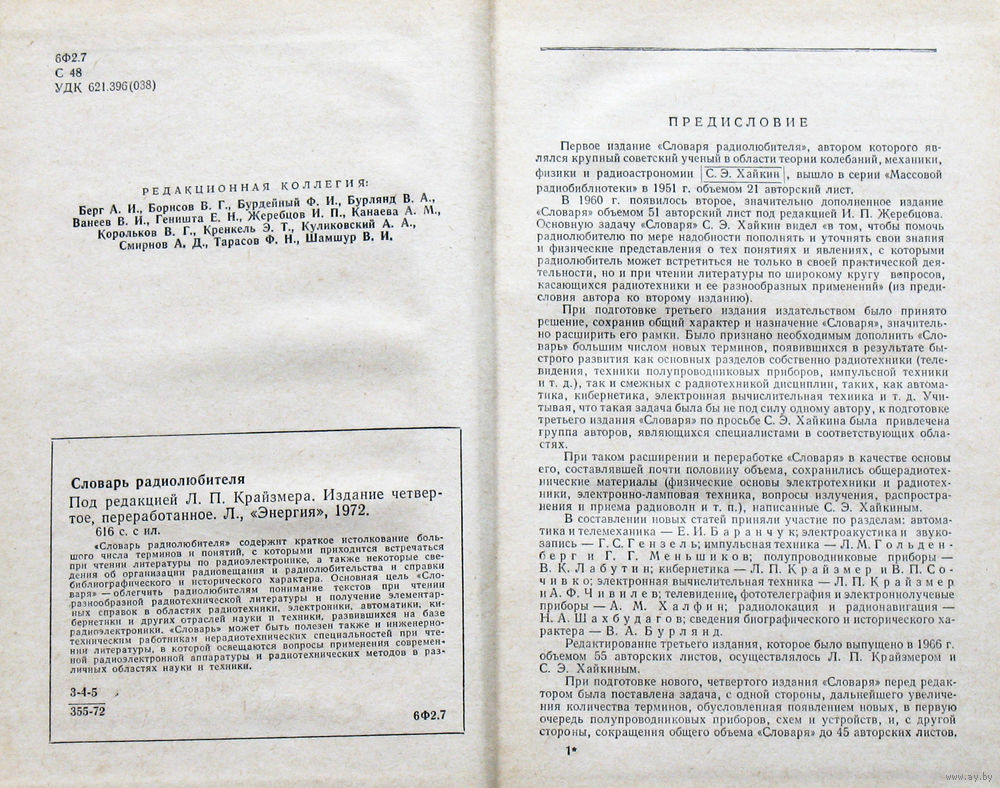 6Ф2.7
С 48
УДК 621.396(038)
РЕДАКЦИОННАЯ КОЛЛЕГИЯ:
Берг А. И., Борисов В. Г., Бурдейный Ф. И., Бурлянд В. А.,
Ванеев В. И., Геништа Е. Н., Жеребцов И. П., Канаева А. М.,
Корольков В. Г., Кренкель Э. Т., Куликовский А. А.,
Смирнов А. Д., Тарасов Ф. Н., Шамшур В. И.
Словарь радиолюбителя
Под редакцией Л. П. Крайзмера. Издание четвер-
тое, переработанное. Л., «Энергия», 1972.
616 с. с ил.
«Словарь радиолюбителя» содержит краткое истолкование боль-
шого числа терминов и понятий, с которыми приходится встречаться
при чтении литературы по радиоэлектронике, а также некоторые све-
дения об организации радиовещания и радиолюбительства и справки
библиографического и исторического характера. Основная цель «Сло-
варя» — облегчить радиолюбителям понимание текстов при чтении
разнообразной радиотехнической литературы и получение элементар-
ных справок в областях радиотехники, электроники, автоматики, ки-
бернетики и других отраслей науки и техники, развившихся на базе
радиоэлектроники. «Словарь» может быть полезен также и инженерно-
техническим работникам нерадиотехнических специальностей при чте-
нии литературы, в которой освещаются вопросы применения современ-
ной радиоэлектронной аппаратуры и радиотехнических методов в раз-
личных областях науки и техники.
3-4-5
355-72
6Ф2.7
ПРЕДИСЛОВИЕ
Первое издание «Словаря радиолюбителя», автором которого яв-
лялся крупный советский ученый в области теории колебаний, механики,
физики и радиоастрономии С. Э. Хайкин, вышло в серии «Массовой
радиобиблиотеки» в 1951 г. объемом 21 авторский лист.
В 1960 г. появилось второе, значительно дополненное издание
«Словаря» объемом 51 авторский лист под редакцией И. П. Жеребцова.
Основную задачу «Словаря» С. Э. Хайкин видел «в том, чтобы помочь
радиолюбителю по мере надобности пополнять и уточнять свои знания
и физические представления о тех понятиях и явлениях, с которыми
радиолюбитель может встретиться не только в своей практической дея-
тельности, но и при чтении литературы по широкому кругу вопросов,
касающихся радиотехники и ее разнообразных применений» (из преди-
словия автора ко второму изданию).
При подготовке третьего издания издательством было принято
решение, сохранив общий характер и назначение «Словаря», значитель-
но расширить его рамки. Было признано необходимым дополнить «Сло-
варь» большим числом новых терминов, появившихся в результате бы-
строго развития как основных разделов собственно радиотехники (теле-
видения, техники полупроводниковых приборов, импульсной техники
и т. д.), так и смежных с радиотехникой дисциплин, таких, как автома-
тика, кибернетика, электронная вычислительная техника и т. д. Учи-
тывая, что такая задача была бы не под силу одному автору, к подготовке
третьего издания «Словаря» по просьбе С. Э. Хайкина была привлечена
группа авторов, являющихся специалистами в соответствующих обла-
стях.
При таком расширении и переработке «Словаря» в качестве основы
его, составлявшей почти половину объема, сохранились общерадиотех-
нические материалы (физические основы электротехники и радиотех-
ники, электронно-ламповая техника, вопросы излучения, распростра-
нения и приема радиоволн и т. п.), написанные С. Э. Хайкиным.
В составлении новых статей приняли участие по разделам: автома-
тика и телемеханика — Е. И. Баранчук; электроакустика и звуко-
запись — Г. С. Гензель; импульсная техника — Л. М. Гольден-
берг и Г. Г. Меньшиков; полупроводниковые приборы —
В. К. Лабутин; кибернетика — Л. П. Крайзмер и В. П. Со-
чивко; электронная вычислительная техника — Л. П. Крайзмер
и А. Ф. Чивилев; телевидение, фототелеграфия и электроннолучевые
приборы — А. М. Халфин; радиолокация и радионавигация —
Н. А. Шахбудагов; сведения биографического и исторического ха-
рактера — В. А. Бурлянд.
Редактирование третьего издания, которое было выпущено в 1966 г.
объемом 55 авторских листов, осуществлялось Л. П. Крайзмером и
С. Э. Хайкиным.
При подготовке нового, четвертого издания «Словаря» перед редак-
тором была поставлена задача, с одной стороны, дальнейшего увеличе-
ния количества терминов, обусловленная появлением новых, в первую
очередь полупроводниковых приборов, схем и устройств, и, с другой
стороны, сокращения общего объема «Словаря» до 45 авторских листов.
1*
www.ay.by